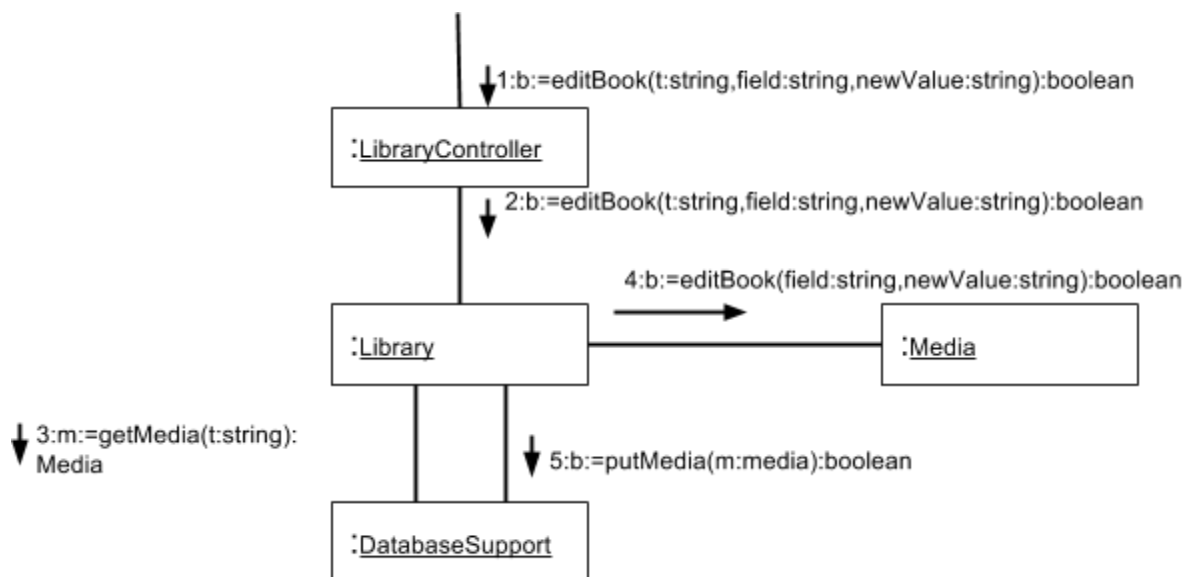 1:b:=editBook(t:string,field:string,newValue:string):boolean
:LibraryController
2:b:=editBook(t:string,field:string,newValue:string):boolean
4:b:=editBook(field:string,newValue:string):boolean
:Library
:Media
3:m:=getMedia(t:string):
Media
5:b:=putMedia(m:media):boolean
:DatabaseSupport